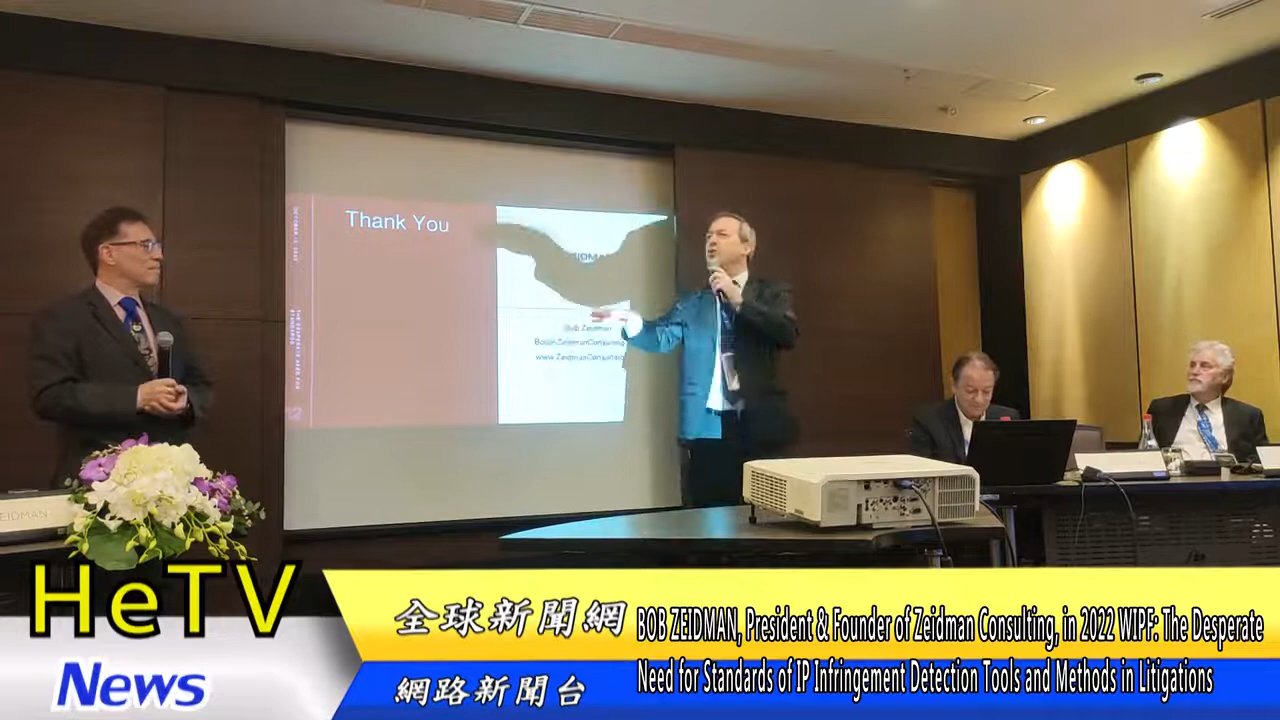 Thank You
Bob Zeidman
www.ZeidmanConsulting
EIDMAN
HeTV
News
全球新聞網
網路新聞台
BOB ZEIDMAN, President & Founder of Zeidman Consulting, in 2022 WIPF: The Desperate
Need for Standards of IP Infringement Detection Tools and Methods in Litigations